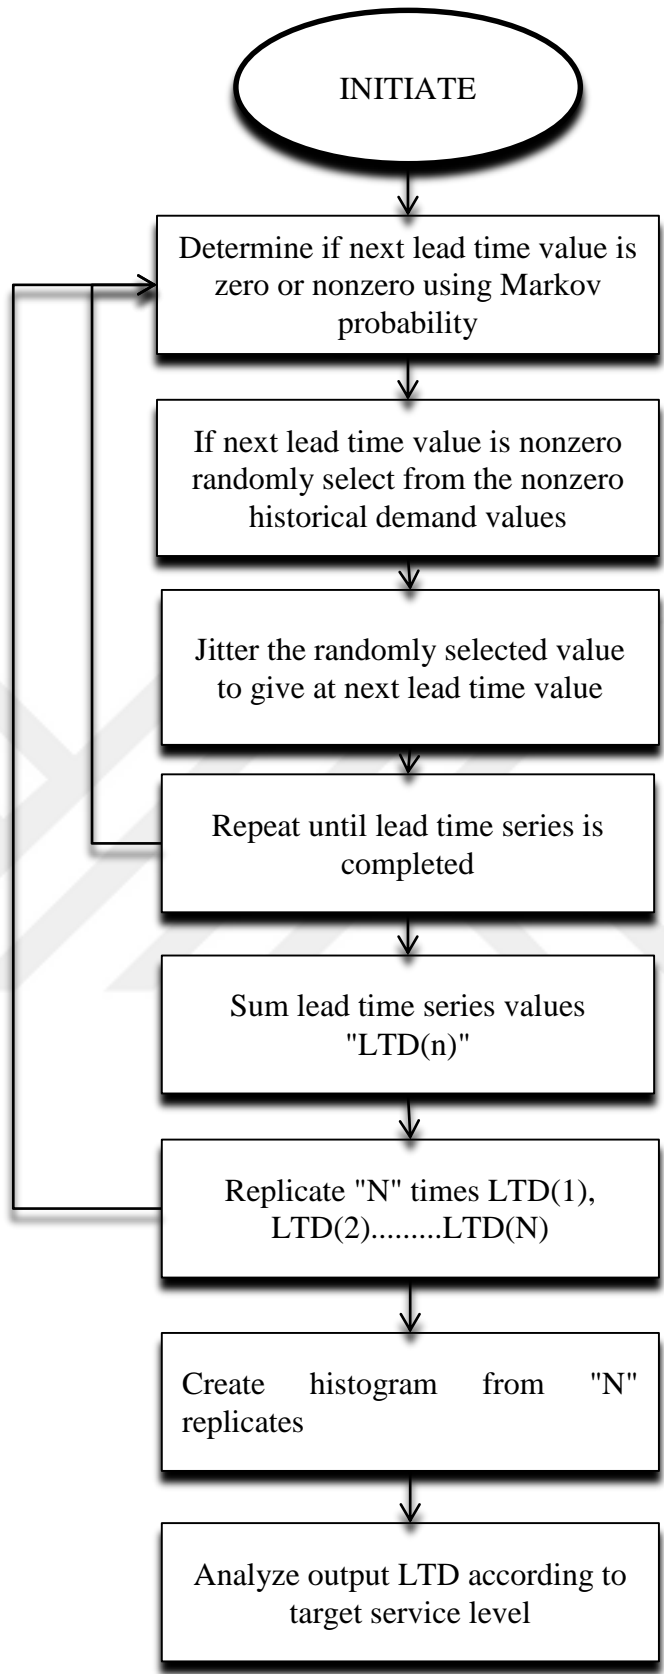 INITIATE
Determine if next lead time value is
zero or nonzero using Markov
probability
If next lead time value is nonzero
randomly select from the nonzero
historical demand values
Jitter the randomly selected value
to give at next lead time value
Repeat until lead time series is
completed
Sum lead time series values
"LTD(n)"
Replicate "N" times LTD(1),
LTD(2).........LTD(N)
Create histogram from "N"
replicates
Analyze output LTD according to
target service level